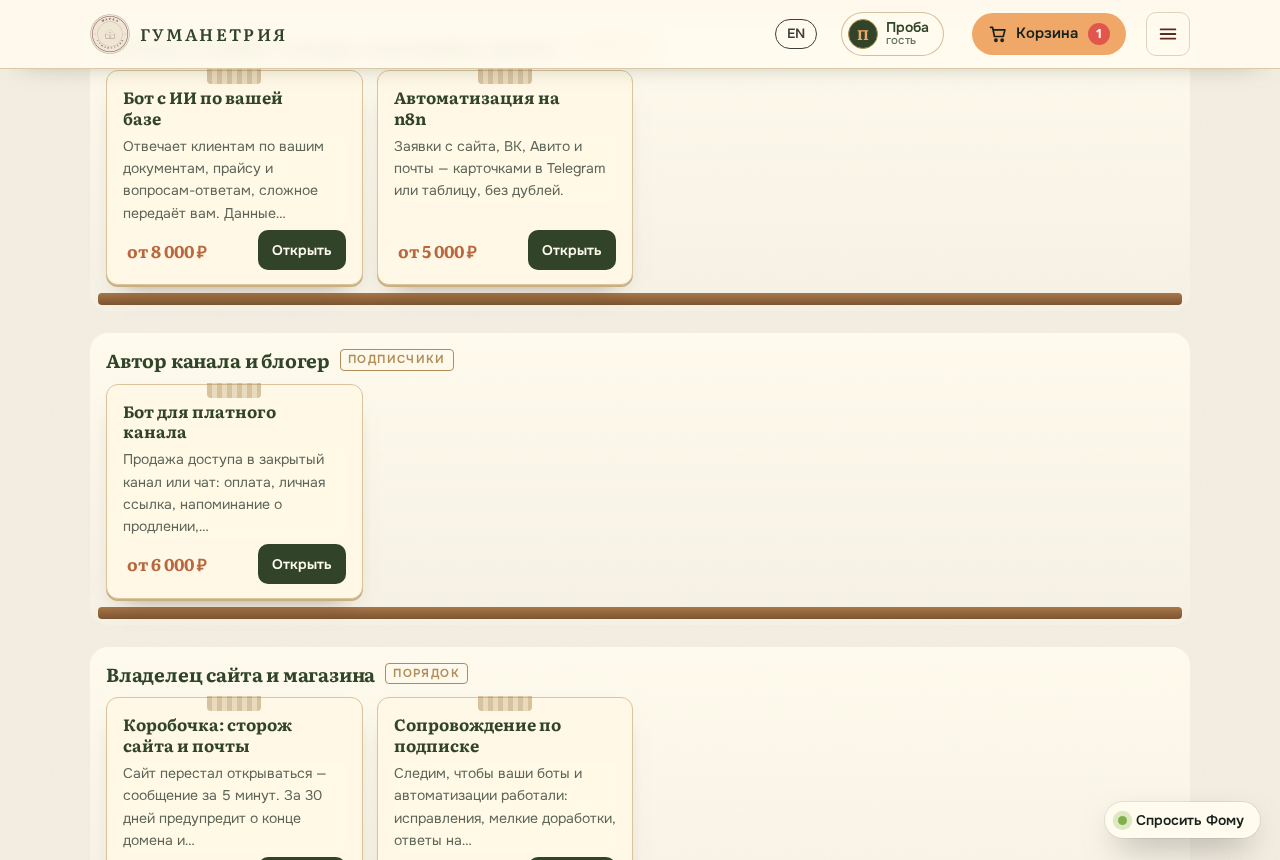 ГУМАНЕТРИЯ
EN
П
Проба
гость
Корзина 1
Бот с ИИ по вашей
базе
Отвечает клиентам по вашим
документам, прайсу и
вопросам-ответам, сложное
передаёт вам. Данные…
от 8 000 ₽
Открыть
Автоматизация на
n8n
Заявки с сайта, ВК, Авито и
почты — карточками в Telegram
или таблицу, без дублей.
от 5 000 ₽
Открыть
Автор канала и блогер
ПОДПИСЧИКИ
Бот для платного
канала
Продажа доступа в закрытый
канал или чат: оплата, личная
ссылка, напоминание о
продлении,…
от 6 000 ₽
Открыть
Владелец сайта и магазина
ПОРЯДОК
Коробочка: сторож
сайта и почты
Сайт перестал открываться —
сообщение за 5 минут. За 30
дней предупредит о конце
домена и…
Сопровождение по
подписке
Следим, чтобы ваши боты и
автоматизации работали:
исправления, мелкие доработки,
ответы на…
Спросить Фому